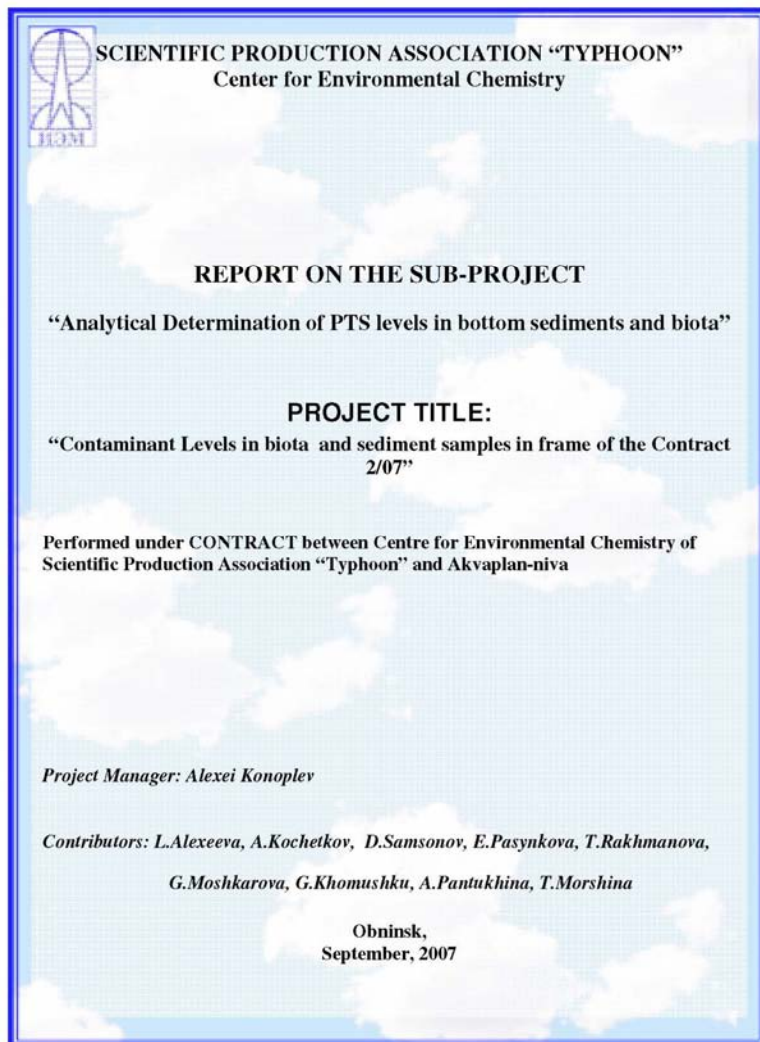 SCIENTIFIC PRODUCTION ASSOCIATION “TYPHOON”
Center for Environmental Chemistry
ИЭМ
REPORT ON THE SUB-PROJECT
“Analytical Determination of PTS levels in bottom sediments and biota”
PROJECT TITLE:
“Contaminant Levels in biota and sediment samples in frame of the Contract
2/07”
Performed under CONTRACT between Centre for Environmental Chemistry of
Scientific Production Association “Typhoon” and Akvaplan-niva
Project Manager: Alexei Konoplev
Contributors: L.Alexeeva, A.Kochetkov, D.Samsonov, E.Pasynkova, T.Rakhmanova,
G.Moshkarova, G.Khomushku, A.Pantukhina, T.Morshina
Obninsk,
September, 2007